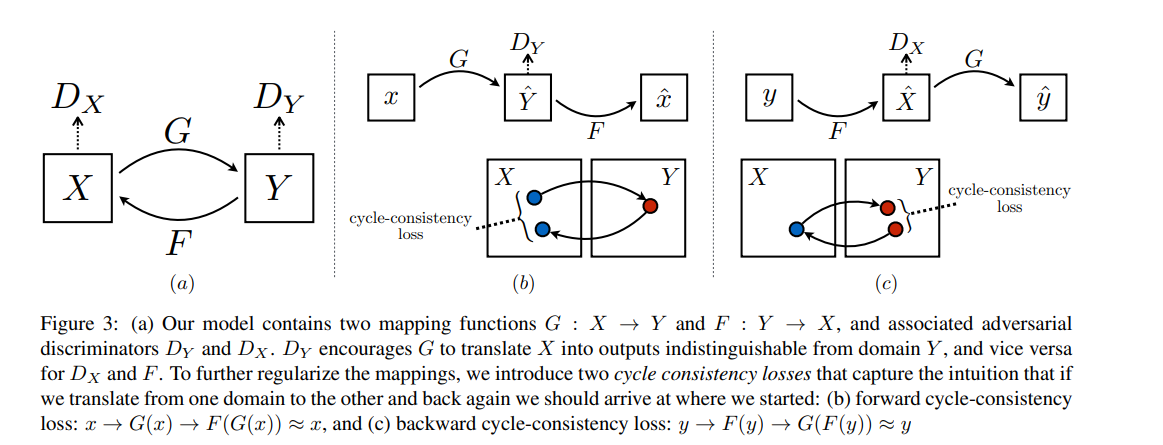 D_X
D_Y
G
X
Y
F
(a)
D_Y
G
x
Ŷ
x̂
F
X
Y
cycle-consistency
loss
(b)
D_X
G
y
X̂
ŷ
F
X
Y
cycle-consistency
loss
(c)
Figure 3: (a) Our model contains two mapping functions G : X → Y and F : Y → X, and associated adversarial
discriminators D_Y and D_X. D_Y encourages G to translate X into outputs indistinguishable from domain Y, and vice versa
for D_X and F. To further regularize the mappings, we introduce two cycle consistency losses that capture the intuition that if
we translate from one domain to the other and back again we should arrive at where we started: (b) forward cycle-consistency
loss: x → G(x) → F(G(x)) ≈ x, and (c) backward cycle-consistency loss: y → F(y) → G(F(y)) ≈ y